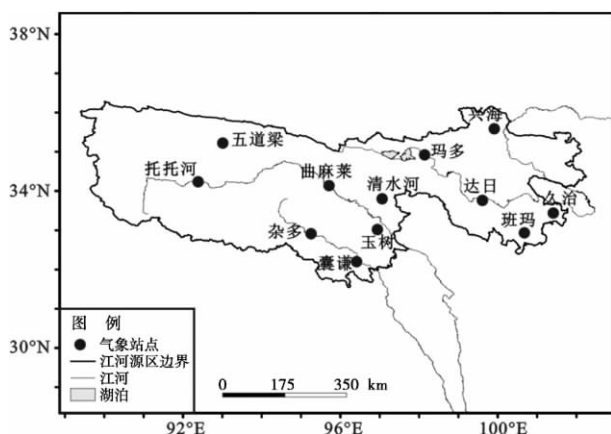 38°N
兴海
五道梁
玛多
托托河
曲麻莱
清水河
达日
久治
34°N
班玛
杂多
玉树
囊谦
图 例
气象站点
30°N
江河源区边界
江河
湖泊
0 175 350 km
92°E 96°E 100°E